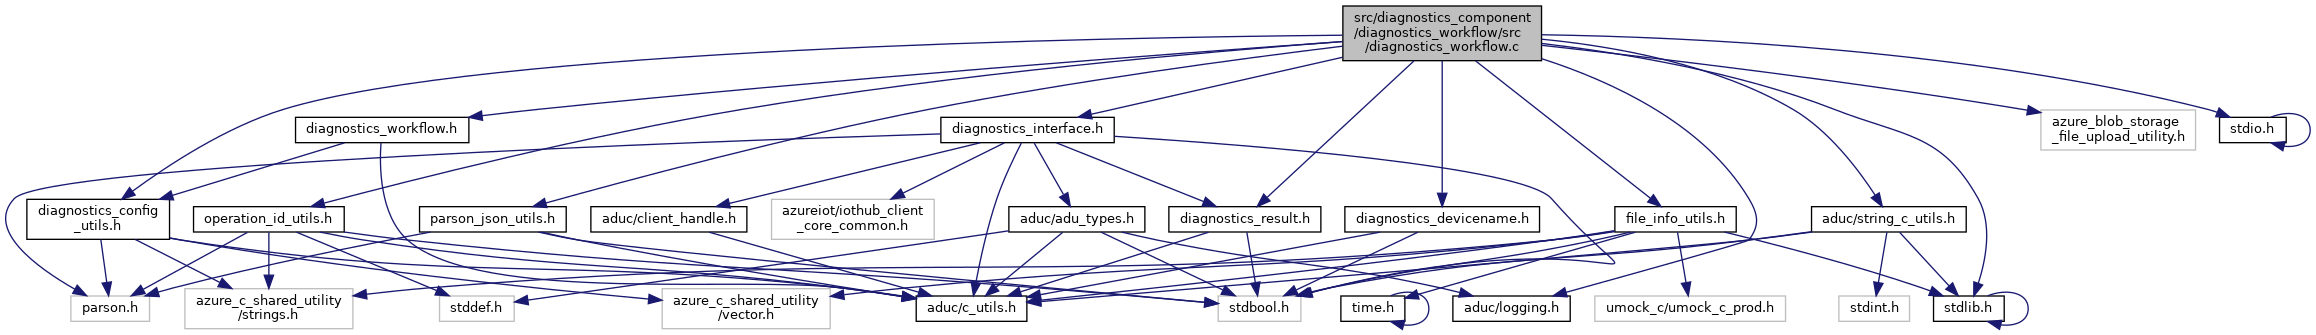 src/diagnostics_component
/diagnostics_workflow/src
/diagnostics_workflow.c
diagnostics_workflow.h
diagnostics_interface.h
azure_blob_storage
_file_upload_utility.h
stdio.h
diagnostics_config
_utils.h
operation_id_utils.h
parson_json_utils.h
aduc/client_handle.h
azureiot/iothub_client
_core_common.h
aduc/adu_types.h
diagnostics_result.h
diagnostics_devicename.h
file_info_utils.h
aduc/string_c_utils.h
parson.h
azure_c_shared_utility
/strings.h
stddef.h
azure_c_shared_utility
/vector.h
aduc/c_utils.h
stdbool.h
time.h
aduc/logging.h
umock_c/umock_c_prod.h
stdint.h
stdlib.h